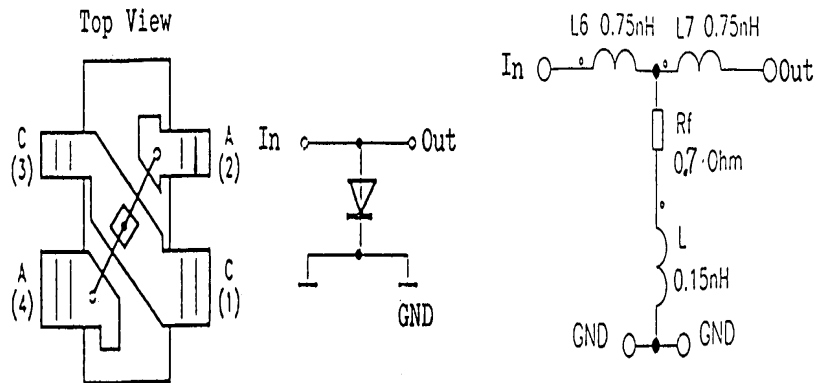 Top View
C
(3)
A
(2)
A
(4)
C
(1)
In
Out
GND
L6 0.75nH
L7 0.75nH
In
Out
Rf
0.7·Ohm
L
0.15nH
GND
GND